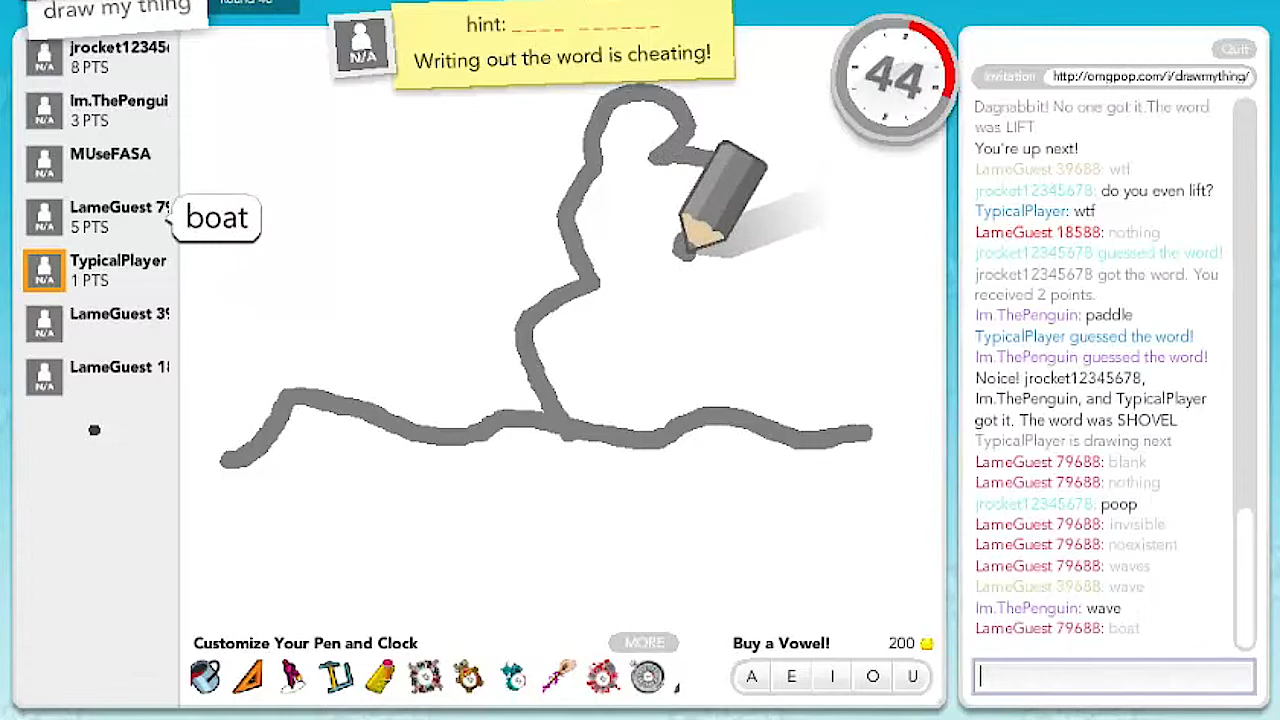 draw my thing
Round 40
hint: ____ ______
Writing out the word is cheating!
N/A
44
Quit
Invitation http://omgpop.com/i/drawmything/
N/A jrocket12345
8 PTS
N/A Im.ThePengui
3 PTS
N/A MUseFASA
N/A LameGuest 79
5 PTS
boat
N/A TypicalPlayer
1 PTS
N/A LameGuest 39
N/A LameGuest 18
Dagnabbit! No one got it.The word
was LIFT
You're up next!
LameGuest 39688: wtf
jrocket12345678: do you even lift?
TypicalPlayer: wtf
LameGuest 18588: nothing
jrocket12345678 guessed the word!
jrocket12345678 got the word. You
received 2 points.
Im.ThePenguin: paddle
TypicalPlayer guessed the word!
Im.ThePenguin guessed the word!
Noice! jrocket12345678,
Im.ThePenguin, and TypicalPlayer
got it. The word was SHOVEL
TypicalPlayer is drawing next
LameGuest 79688: blank
LameGuest 79688: nothing
jrocket12345678: poop
LameGuest 79688: invisible
LameGuest 79688: noexistent
LameGuest 79688: waves
LameGuest 39688: wave
Im.ThePenguin: wave
LameGuest 79688: boat
Customize Your Pen and Clock
MORE
Buy a Vowel! 200
A E I O U